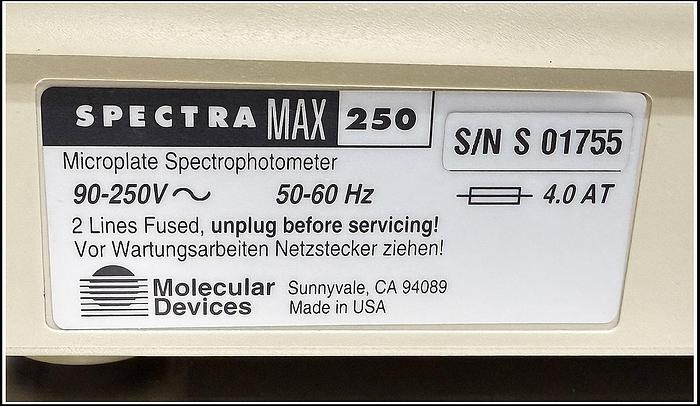 SPECTRA MAX 250
S/N S 01755
Microplate Spectrophotometer
90-250V 50-60 Hz 4.0 AT
2 Lines Fused, unplug before servicing!
Vor Wartungsarbeiten Netzstecker ziehen!
Molecular Devices
Sunnyvale, CA 94089
Made in USA